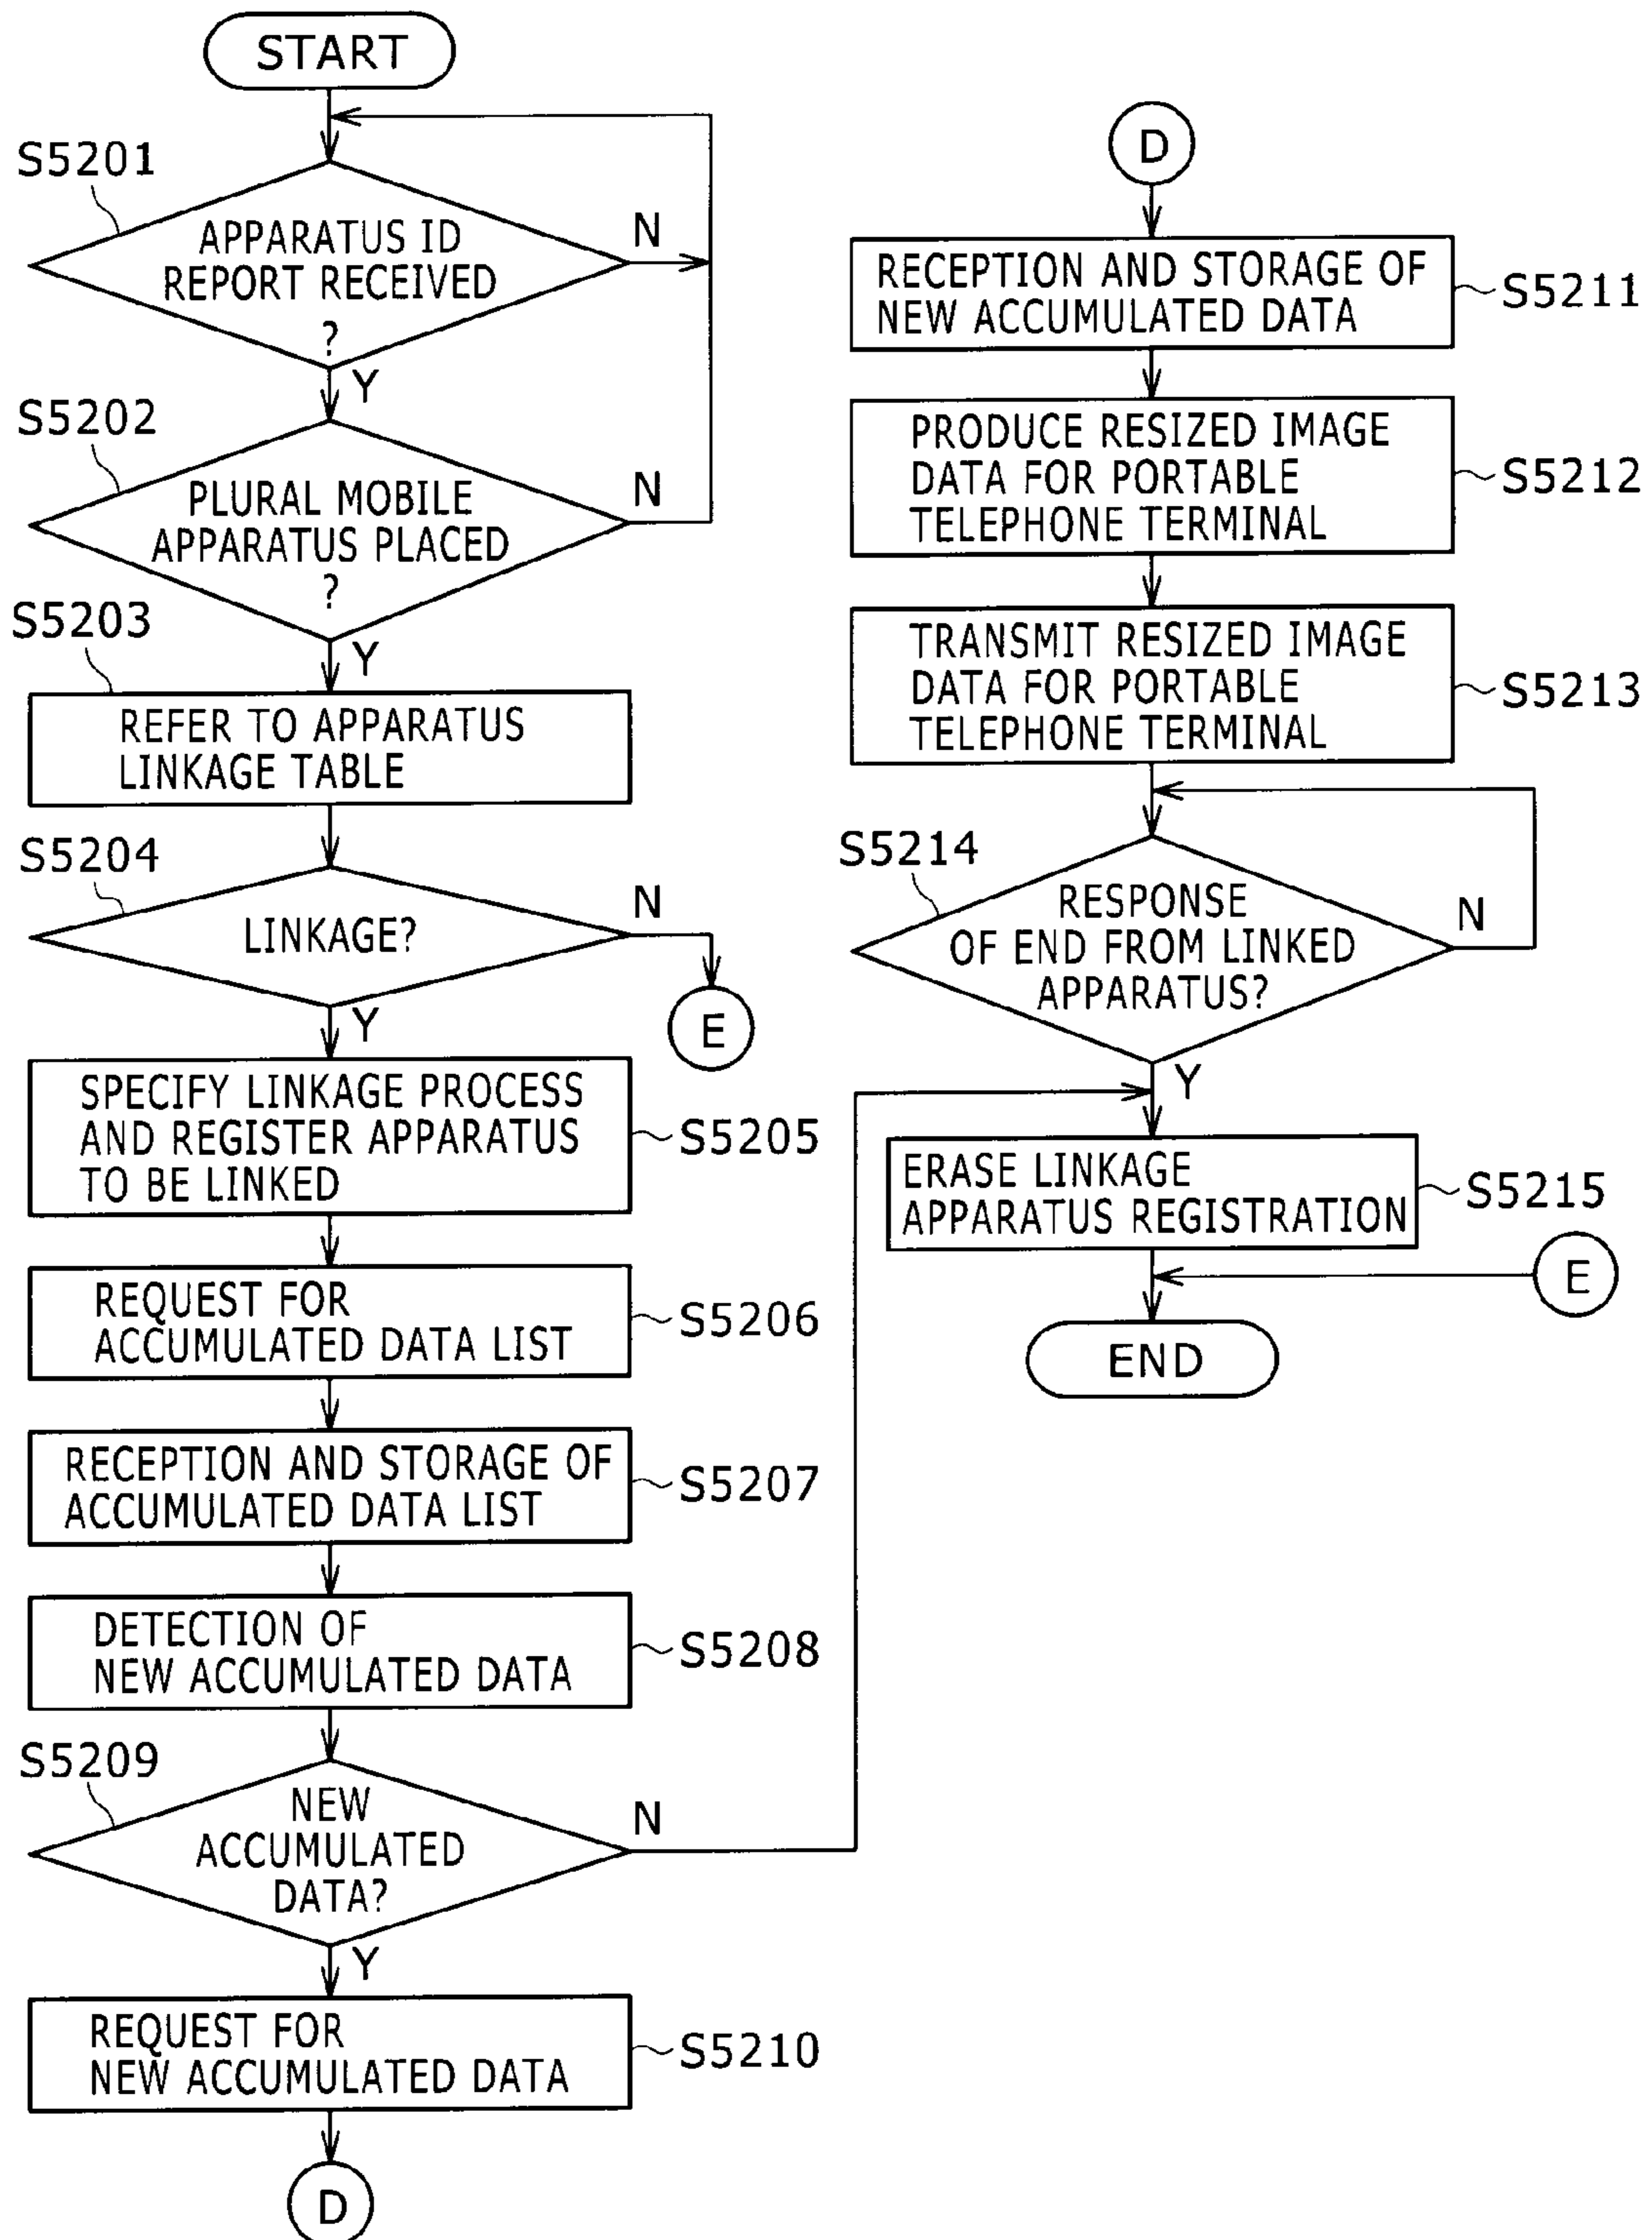 START
S5201
APPARATUS ID
REPORT RECEIVED
?
N
Y
S5202
PLURAL MOBILE
APPARATUS PLACED
?
N
Y
S5203
REFER TO APPARATUS
LINKAGE TABLE
S5204
LINKAGE?
N
E
Y
SPECIFY LINKAGE PROCESS
AND REGISTER APPARATUS
TO BE LINKED
S5205
REQUEST FOR
ACCUMULATED DATA LIST
S5206
RECEPTION AND STORAGE OF
ACCUMULATED DATA LIST
S5207
DETECTION OF
NEW ACCUMULATED DATA
S5208
S5209
NEW
ACCUMULATED
DATA?
N
Y
REQUEST FOR
NEW ACCUMULATED DATA
S5210
D
D
RECEPTION AND STORAGE OF
NEW ACCUMULATED DATA
S5211
PRODUCE RESIZED IMAGE
DATA FOR PORTABLE
TELEPHONE TERMINAL
S5212
TRANSMIT RESIZED IMAGE
DATA FOR PORTABLE
TELEPHONE TERMINAL
S5213
S5214
RESPONSE
OF END FROM LINKED
APPARATUS?
N
Y
ERASE LINKAGE
APPARATUS REGISTRATION
S5215
E
END